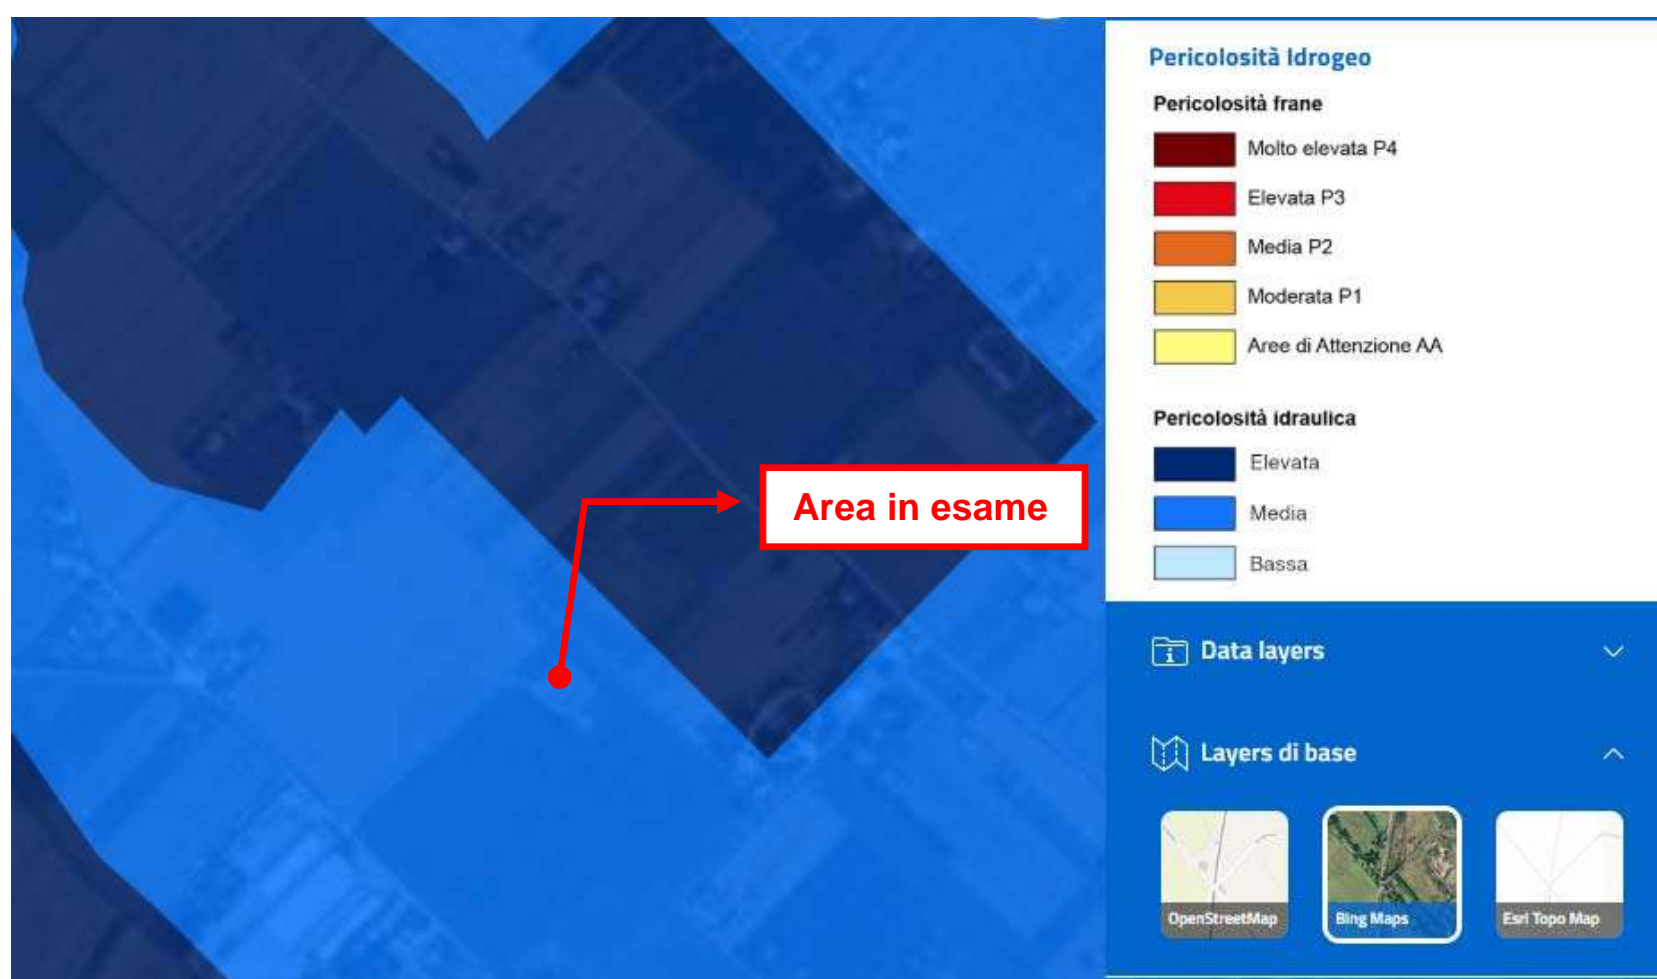 Area in esame
Pericolosità Idrogeo
Pericolosità frane
Molto elevata P4
Elevata P3
Media P2
Moderata P1
Aree di Attenzione AA
Pericolosità idraulica
Elevata
Media
Bassa
Data layers
Layers di base
OpenStreetMap
Bing Maps
Esri Topo Map